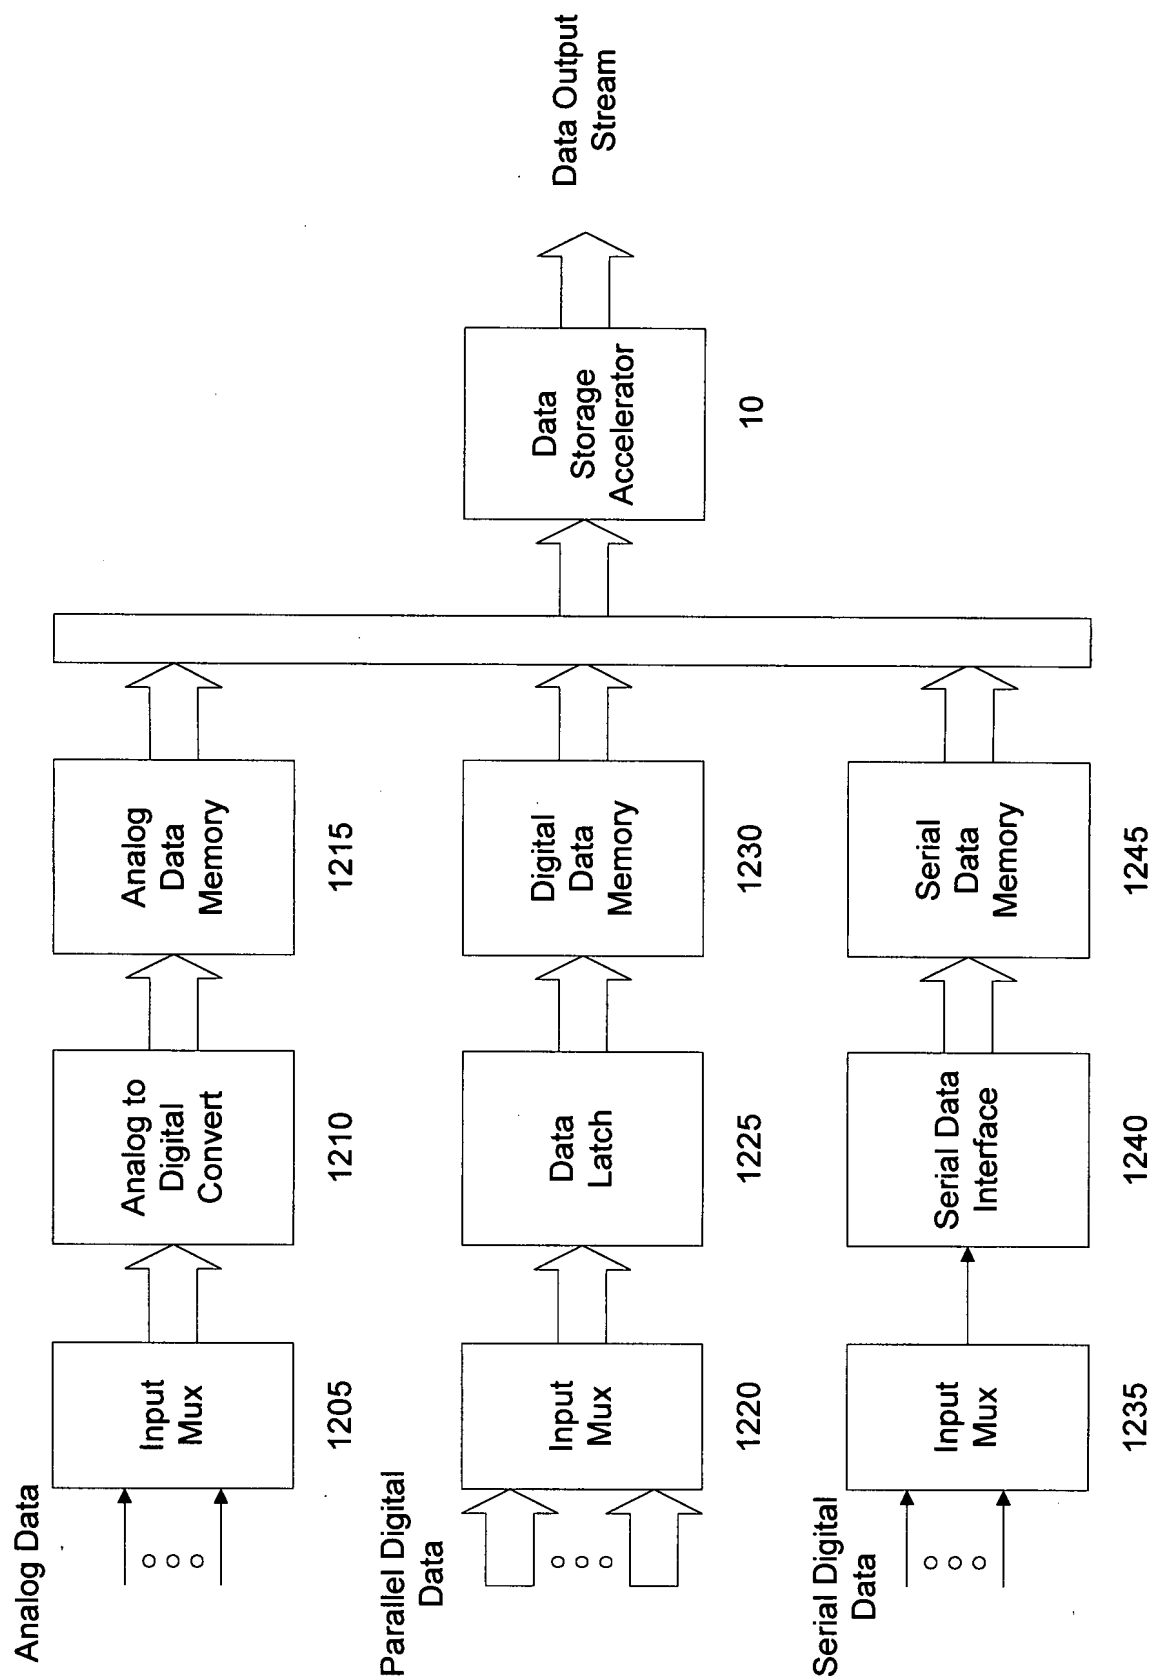 Analog Data
Input
Mux
1205
Analog to
Digital
Convert
1210
Analog
Data
Memory
1215
Parallel Digital
Data
Input
Mux
1220
Data
Latch
1225
Digital
Data
Memory
1230
Serial Digital
Data
Input
Mux
1235
Serial Data
Interface
1240
Serial
Data
Memory
1245
Data
Storage
Accelerator
10
Data Output
Stream